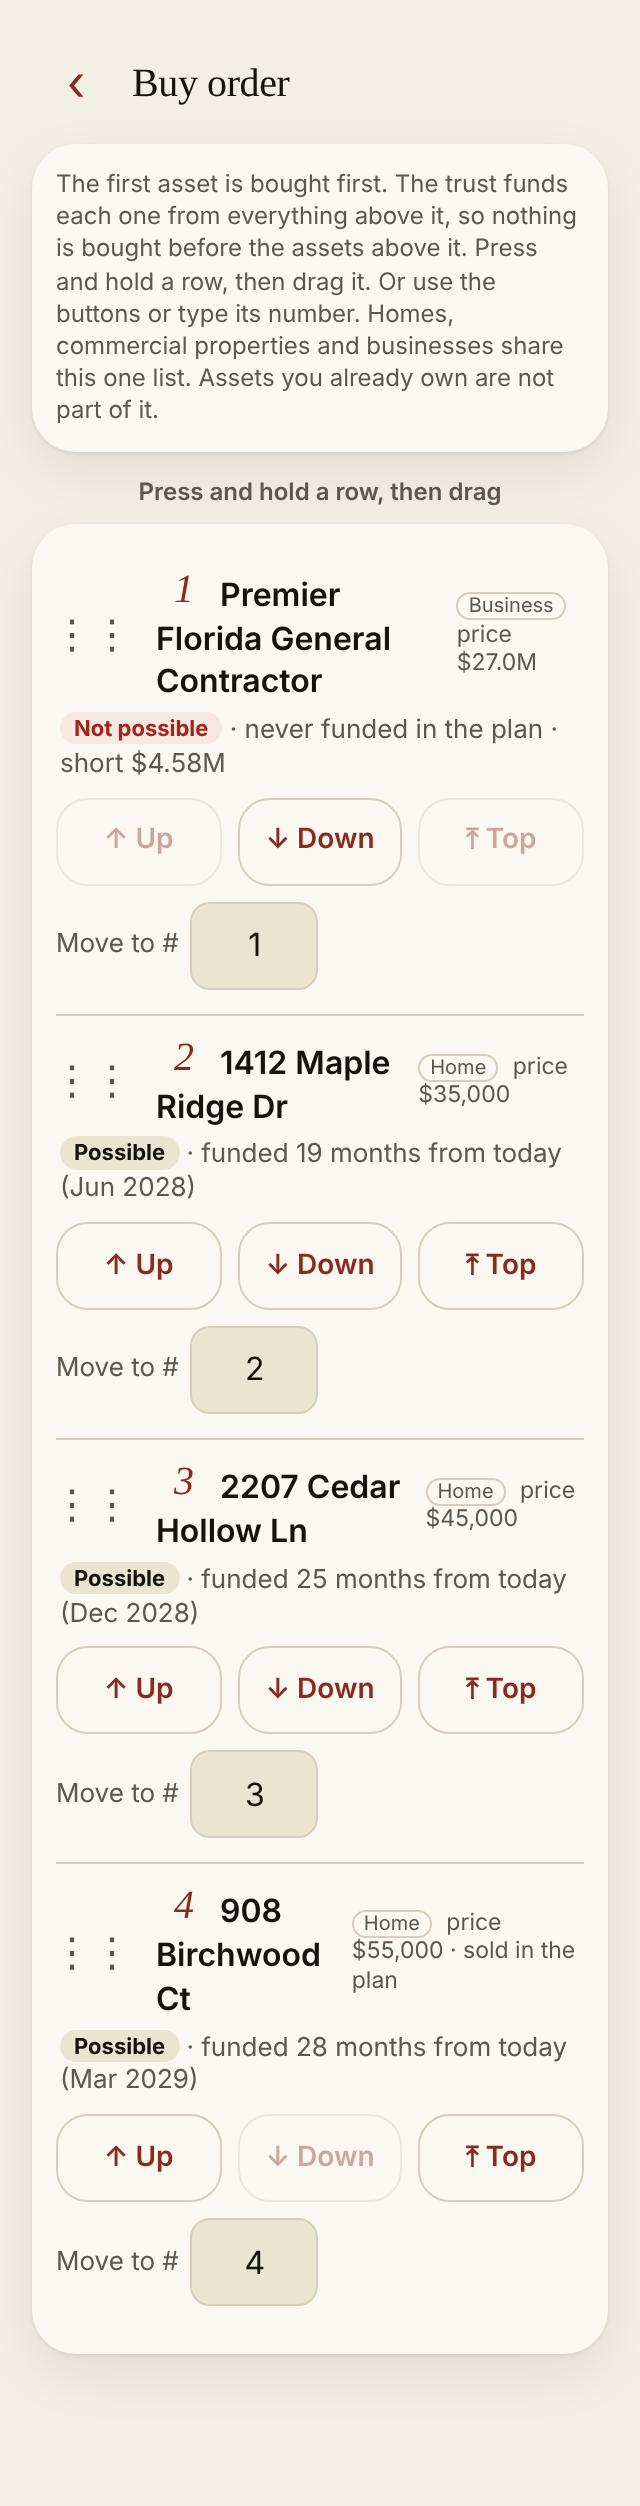 ‹ Buy order
The first asset is bought first. The trust funds
each one from everything above it, so nothing
is bought before the assets above it. Press
and hold a row, then drag it. Or use the
buttons or type its number. Homes,
commercial properties and businesses share
this one list. Assets you already own are not
part of it.
Press and hold a row, then drag
1 Premier
Florida General
Contractor
Business
price
$27.0M
Not possible · never funded in the plan ·
short $4.58M
↑ Up ↓ Down ⤒ Top
Move to # 1
2 1412 Maple
Ridge Dr
Home price
$35,000
Possible · funded 19 months from today
(Jun 2028)
↑ Up ↓ Down ⤒ Top
Move to # 2
3 2207 Cedar
Hollow Ln
Home price
$45,000
Possible · funded 25 months from today
(Dec 2028)
↑ Up ↓ Down ⤒ Top
Move to # 3
4 908
Birchwood
Ct
Home price
$55,000 · sold in the
plan
Possible · funded 28 months from today
(Mar 2029)
↑ Up ↓ Down ⤒ Top
Move to # 4